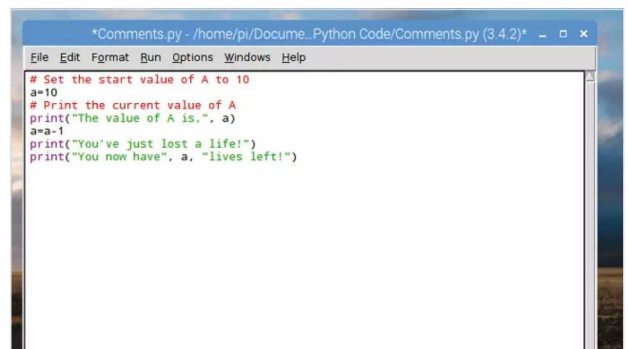 *Comments.py - /home/pi/Docume...Python Code/Comments.py (3.4.2)*
File Edit Format Run Options Windows Help
# Set the start value of A to 10
a=10
# Print the current value of A
print("The value of A is,", a)
a=a-1
print("You've just lost a life!")
print("You now have", a, "lives left!")